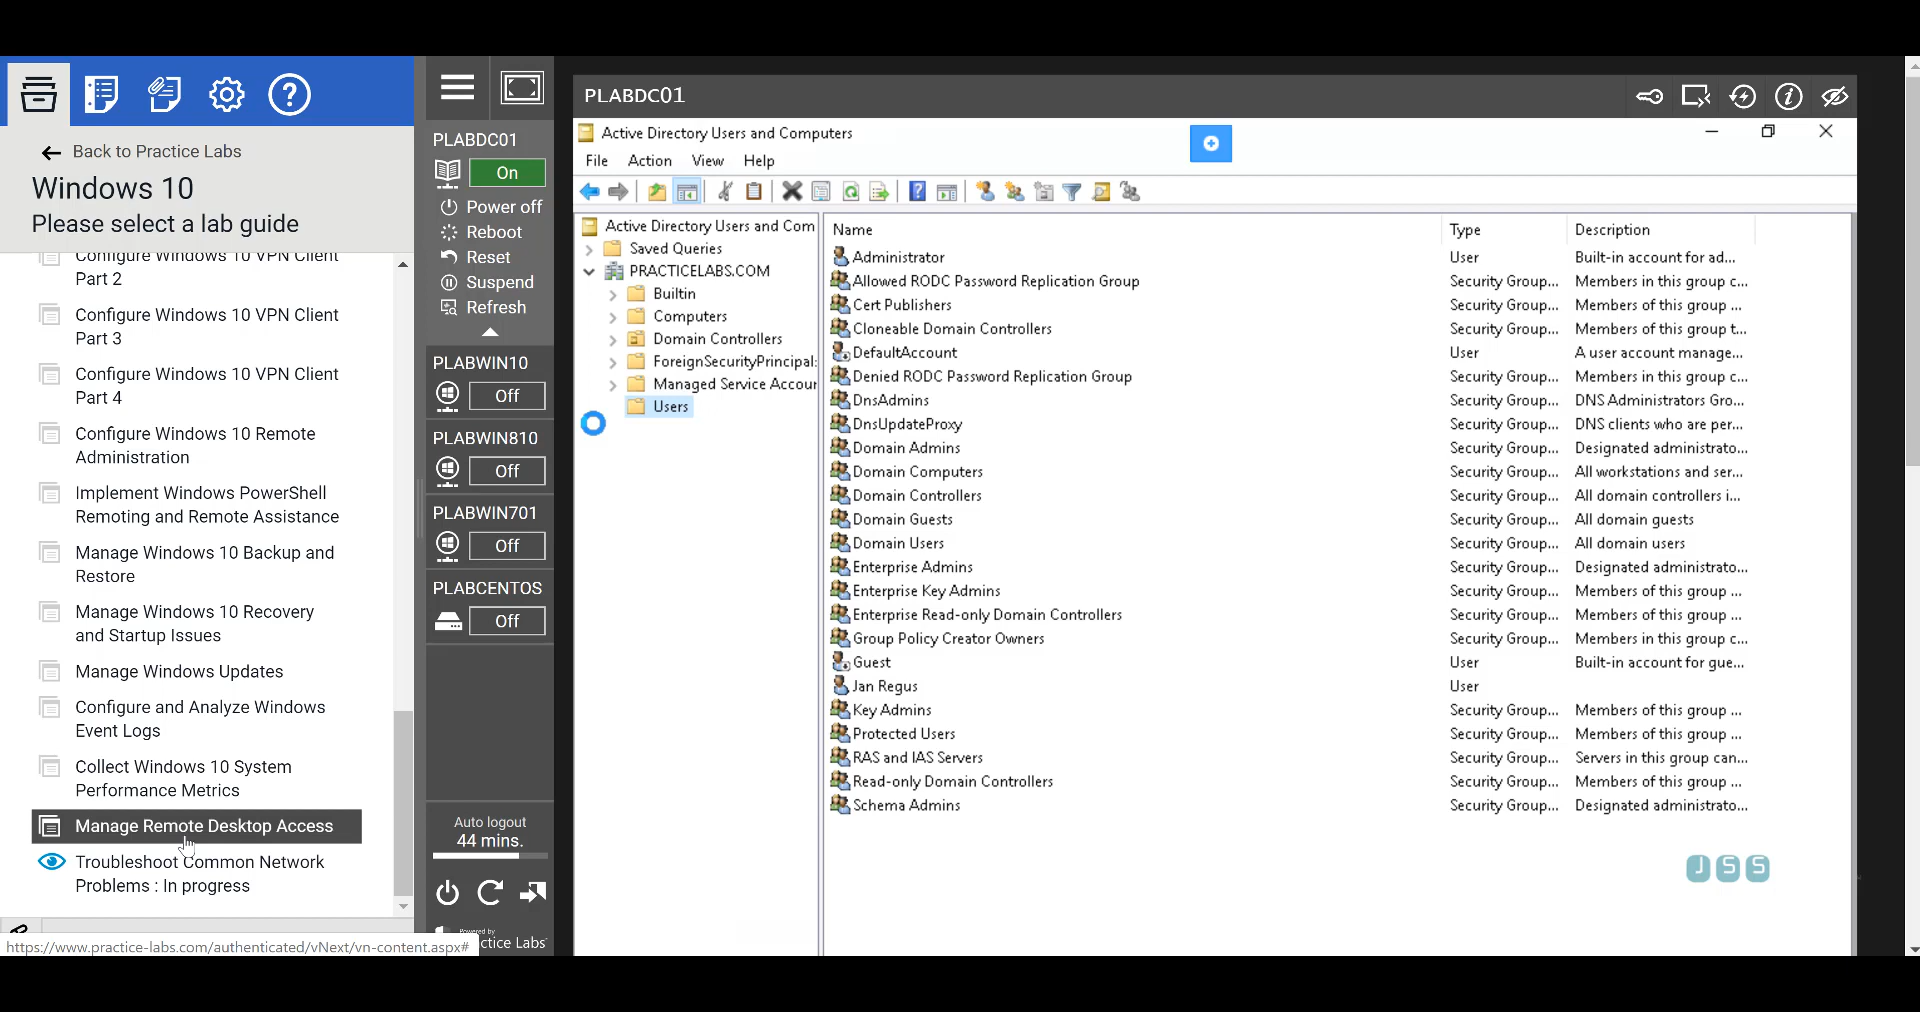 Back to Practice Labs
Windows 10
Please select a lab guide
Configure Windows 10 VPN Client
Part 2
Configure Windows 10 VPN Client
Part 3
Configure Windows 10 VPN Client
Part 4
Configure Windows 10 Remote
Administration
Implement Windows PowerShell
Remoting and Remote Assistance
Manage Windows 10 Backup and
Restore
Manage Windows 10 Recovery
and Startup Issues
Manage Windows Updates
Configure and Analyze Windows
Event Logs
Collect Windows 10 System
Performance Metrics
Manage Remote Desktop Access
Troubleshoot Common Network
Problems : In progress
https://www.practice-labs.com/authenticated/vNext/vn-content.aspx#
PLABDC01
On
Power off
Reboot
Reset
Suspend
Refresh
PLABWIN10
Off
PLABWIN810
Off
PLABWIN701
Off
PLABCENTOS
Off
Auto logout
44 mins.
Powered by
ctice Labs
PLABDC01
Active Directory Users and Computers
File Action View Help
Active Directory Users and Com
Saved Queries
PRACTICELABS.COM
Builtin
Computers
Domain Controllers
ForeignSecurityPrincipal:
Managed Service Accour
Users
Name Type Description
Administrator User Built-in account for ad...
Allowed RODC Password Replication Group Security Group... Members in this group c...
Cert Publishers Security Group... Members of this group ...
Cloneable Domain Controllers Security Group... Members of this group t...
DefaultAccount User A user account manage...
Denied RODC Password Replication Group Security Group... Members in this group c...
DnsAdmins Security Group... DNS Administrators Gro...
DnsUpdateProxy Security Group... DNS clients who are per...
Domain Admins Security Group... Designated administrato...
Domain Computers Security Group... All workstations and ser...
Domain Controllers Security Group... All domain controllers i...
Domain Guests Security Group... All domain guests
Domain Users Security Group... All domain users
Enterprise Admins Security Group... Designated administrato...
Enterprise Key Admins Security Group... Members of this group ...
Enterprise Read-only Domain Controllers Security Group... Members of this group ...
Group Policy Creator Owners Security Group... Members in this group c...
Guest User Built-in account for gue...
Jan Regus User
Key Admins Security Group... Members of this group ...
Protected Users Security Group... Members of this group ...
RAS and IAS Servers Security Group... Servers in this group can...
Read-only Domain Controllers Security Group... Members of this group ...
Schema Admins Security Group... Designated administrato...
JSS